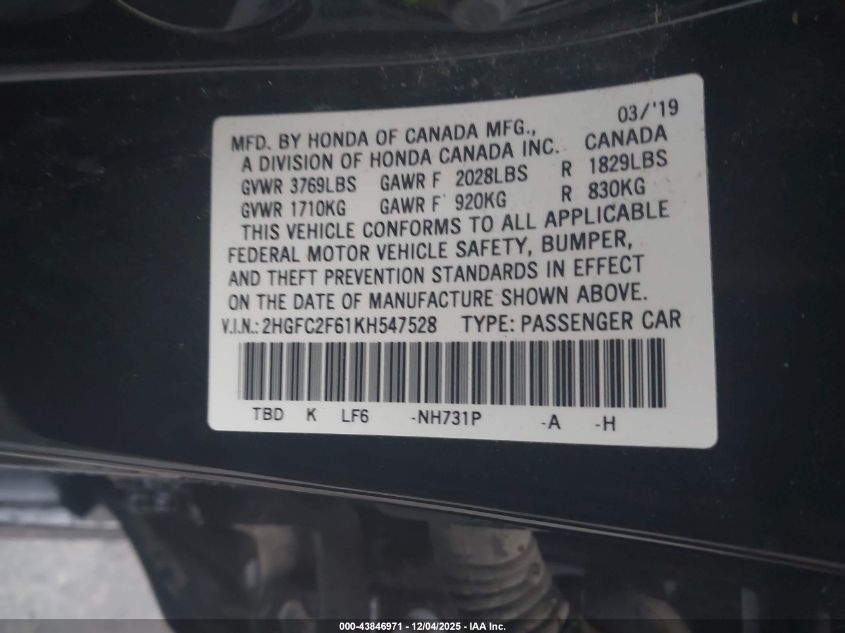 03/'19
MFD. BY HONDA OF CANADA MFG.,
A DIVISION OF HONDA CANADA INC. CANADA
GVWR 3769LBS GAWR F 2028LBS R 1829LBS
GVWR 1710KG GAWR F 920KG R 830KG
THIS VEHICLE CONFORMS TO ALL APPLICABLE
FEDERAL MOTOR VEHICLE SAFETY, BUMPER,
AND THEFT PREVENTION STANDARDS IN EFFECT
ON THE DATE OF MANUFACTURE SHOWN ABOVE.
V.I.N.: 2HGFC2F61KH547528 TYPE: PASSENGER CAR
TBD K LF6 -NH731P -A -H
000-43846971 - 12/04/2025 - IAA Inc.